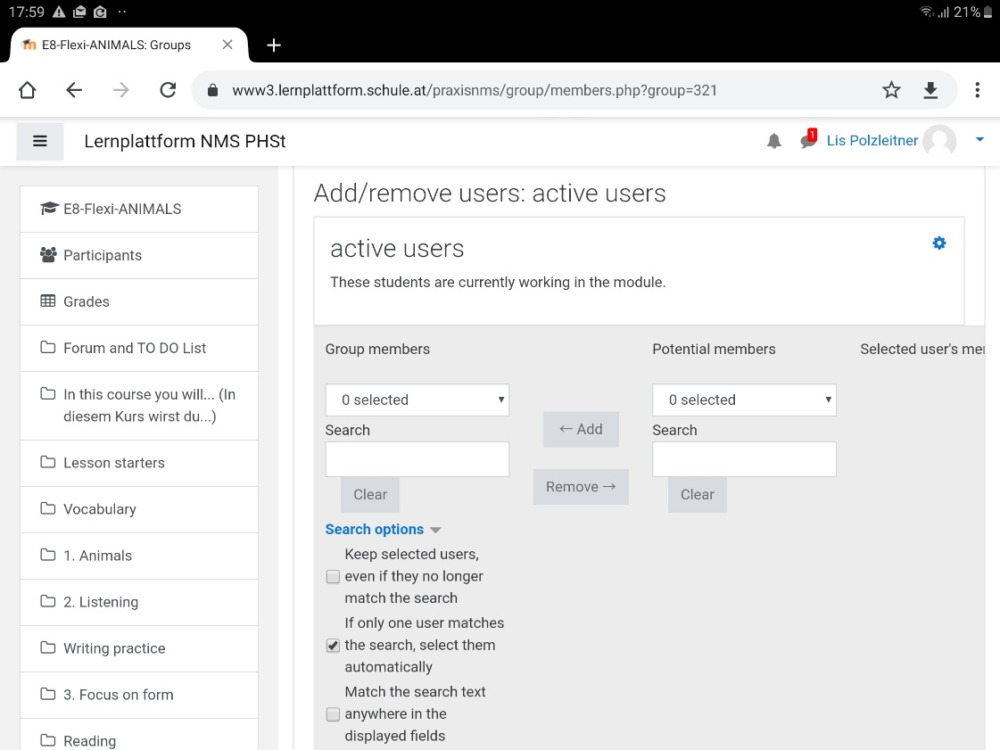 17:59
21%
E8-Flexi-ANIMALS: Groups
www3.lernplattform.schule.at/praxisnms/group/members.php?group=321
Lernplattform NMS PHSt
1
Lis Polzleitner
E8-Flexi-ANIMALS
Participants
Grades
Forum and TO DO List
In this course you will... (In
diesem Kurs wirst du...)
Lesson starters
Vocabulary
1. Animals
2. Listening
Writing practice
3. Focus on form
Reading
Add/remove users: active users
active users
These students are currently working in the module.
Group members
Potential members
Selected user's mer
0 selected
0 selected
← Add
Search
Search
Remove →
Clear
Clear
Search options
Keep selected users,
even if they no longer
match the search
If only one user matches
the search, select them
automatically
Match the search text
anywhere in the
displayed fields